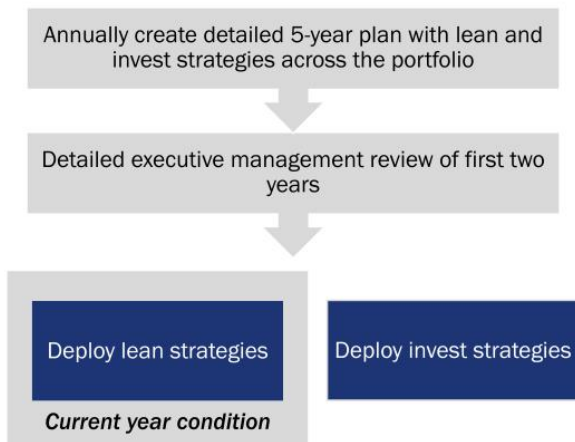 Annually create detailed 5-year plan with lean and
invest strategies across the portfolio
Detailed executive management review of first two
years
Deploy lean strategies
Deploy invest strategies
Current year condition